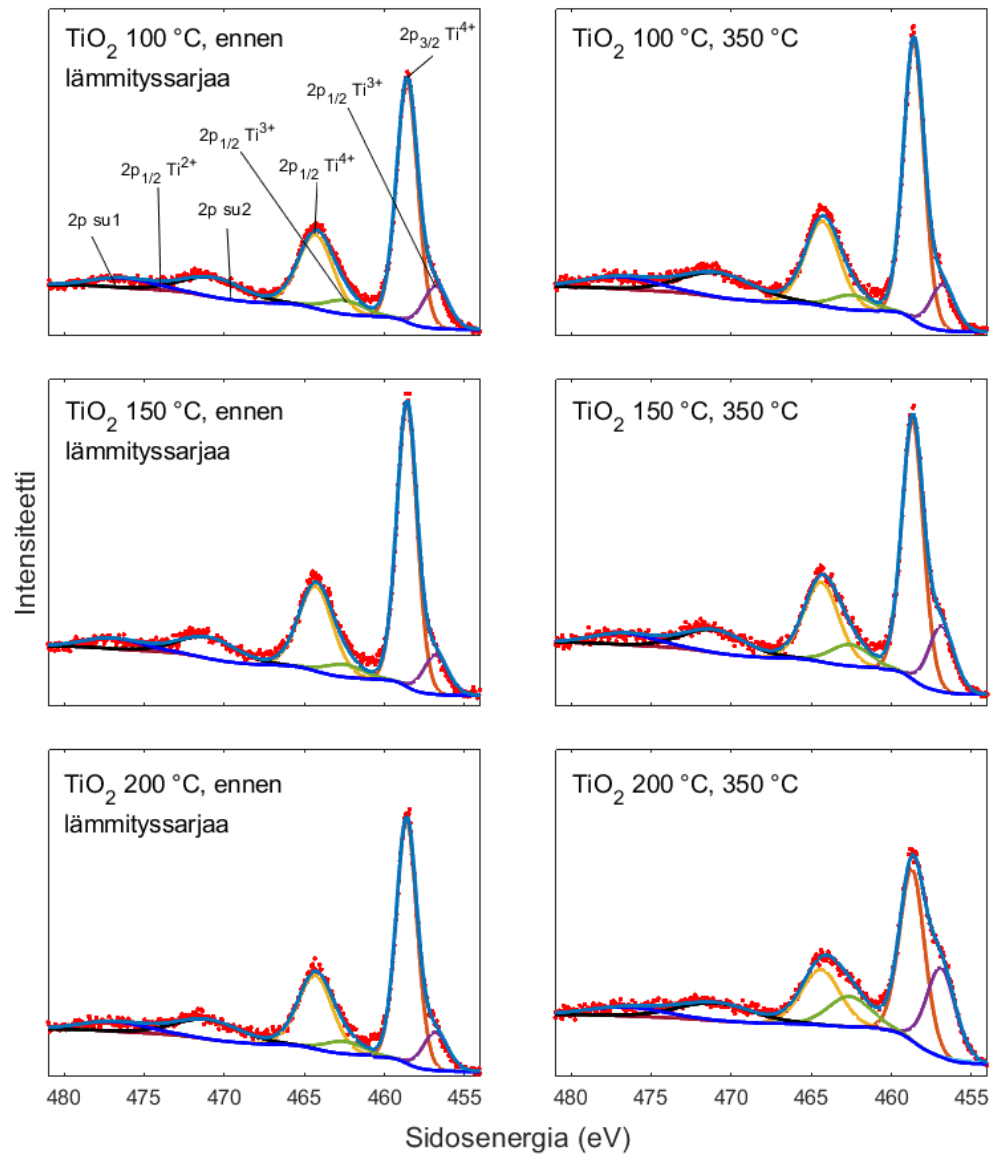 TiO₂ 100 °C, ennen
lämmityssarjaa
2p₃/₂ Ti⁴⁺
2p₁/₂ Ti³⁺
2p₁/₂ Ti³⁺
2p₁/₂ Ti²⁺
2p₁/₂ Ti⁴⁺
2p su1
2p su2
TiO₂ 100 °C, 350 °C
TiO₂ 150 °C, ennen
lämmityssarjaa
TiO₂ 150 °C, 350 °C
Intensiteetti
TiO₂ 200 °C, ennen
lämmityssarjaa
TiO₂ 200 °C, 350 °C
480 475 470 465 460 455
480 475 470 465 460 455
Sidosenergia (eV)